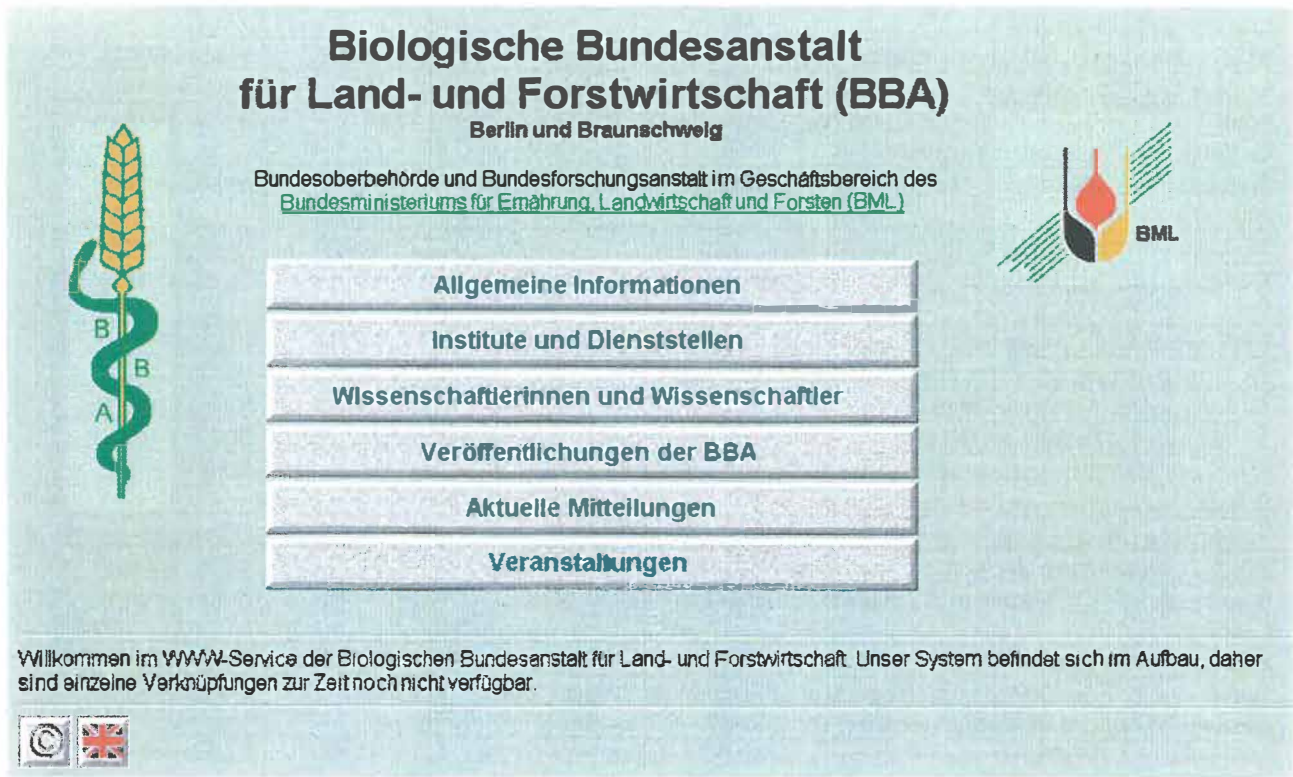 Biologische Bundesanstalt
für Land- und Forstwirtschaft (BBA)
Berlin und Braunschweig
Bundesoberbehörde und Bundesforschungsanstalt im Geschäftsbereich des
Bundesministeriums für Ernährung, Landwirtschaft und Forsten (BML)
BML
Allgemeine Informationen
Institute und Dienststellen
B
Wissenschaftlerinnen und Wissenschaftler
B
A
Veröffentlichungen der BBA
Aktuelle Mitteilungen
Veranstaltungen
Willkommen im WWW-Service der Biologischen Bundesanstalt für Land- und Forstwirtschaft. Unser System befindet sich im Aufbau, daher
sind einzelne Verknüpfungen zur Zeit noch nicht verfügbar.
©